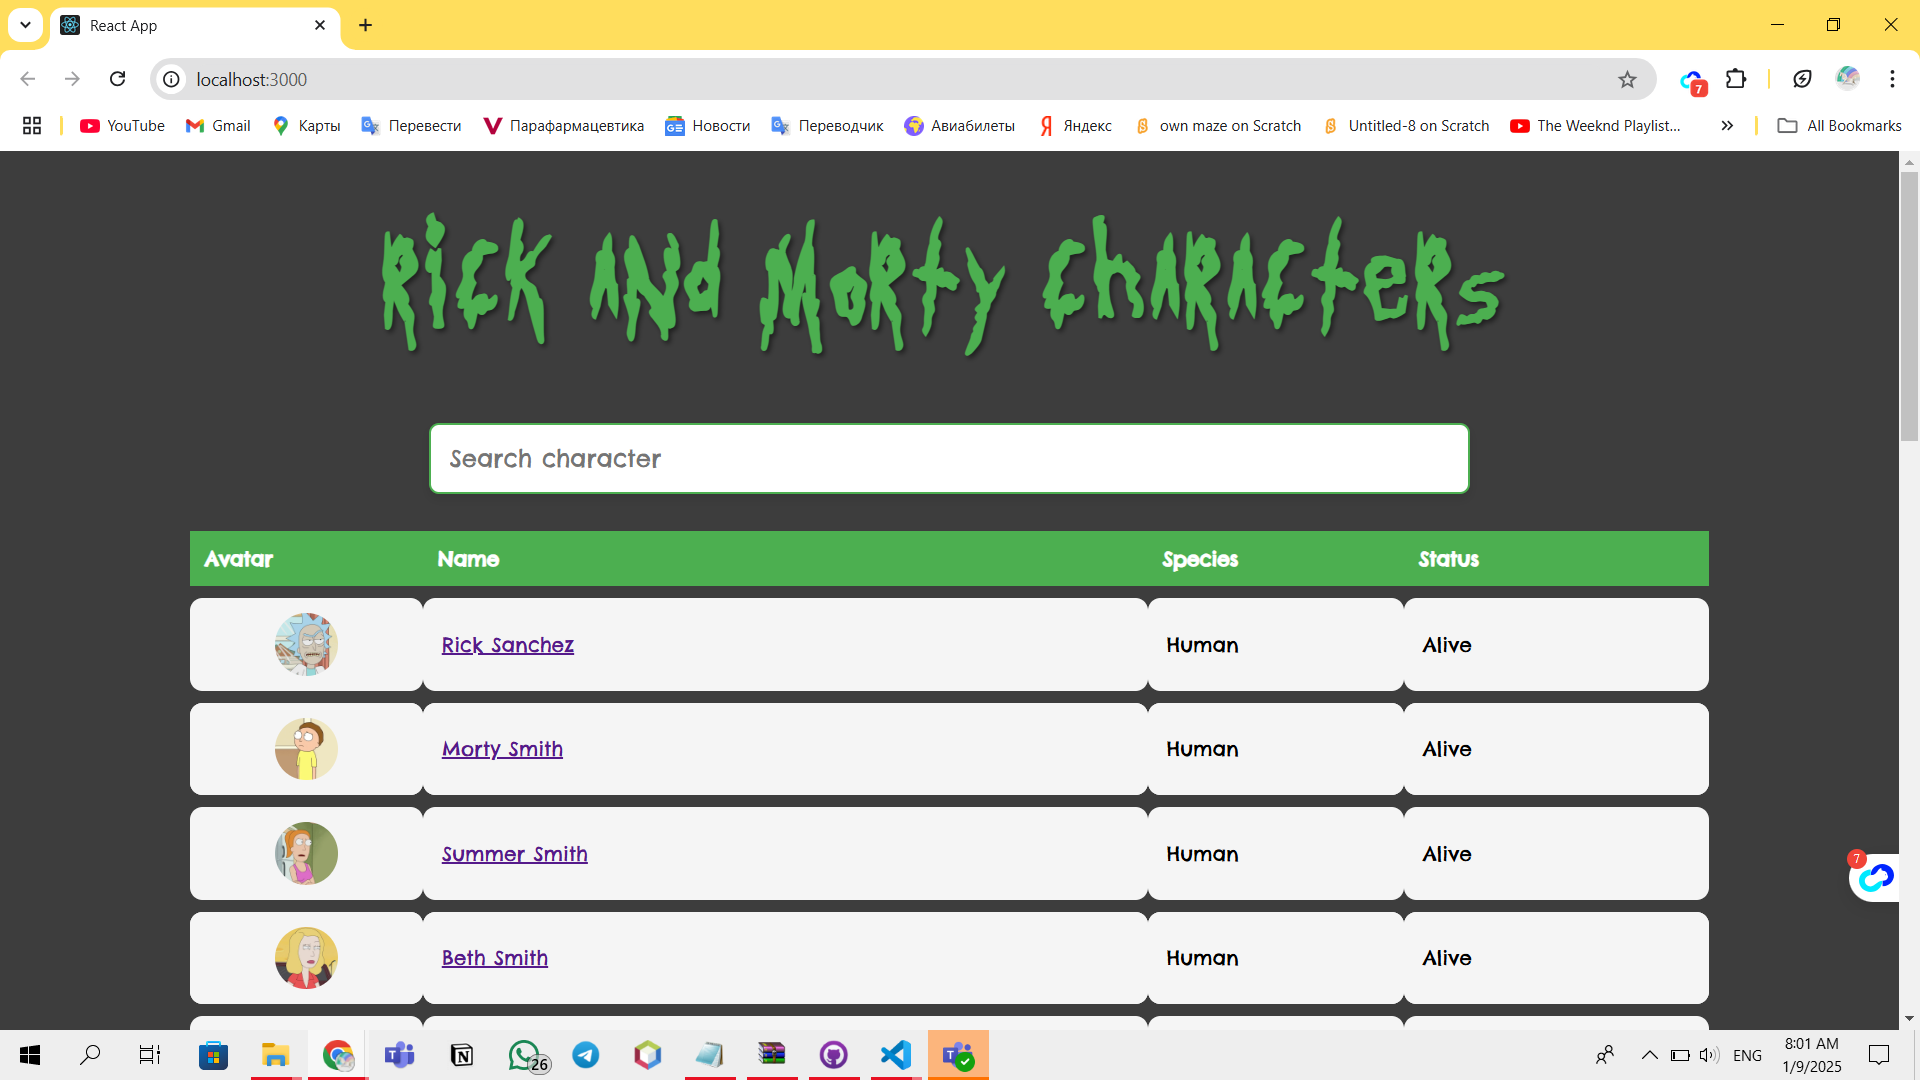 React App
localhost:3000
7
YouTube
Gmail
Карты
Перевести
Парафармацевтика
Новости
Переводчик
Авиабилеты
Яндекс
own maze on Scratch
Untitled-8 on Scratch
The Weeknd Playlist...
All Bookmarks
Rick and Morty Characters
Search character
Avatar Name Species Status
Rick Sanchez Human Alive
Morty Smith Human Alive
Summer Smith Human Alive
7
Beth Smith Human Alive
26
ENG
8:01 AM
1/9/2025